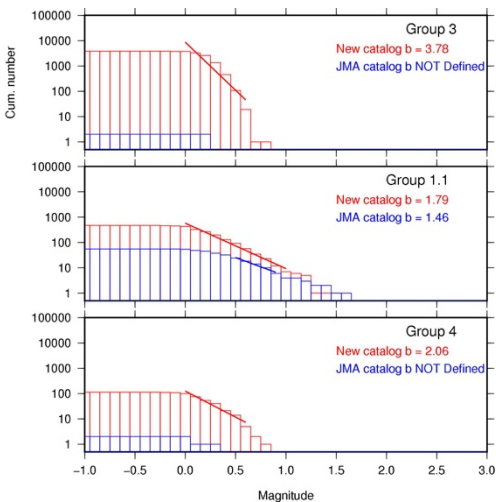 Cum. number
100000
10000
1000
100
10
1
Group 3
New catalog b = 3.78
JMA catalog b NOT Defined
100000
10000
1000
100
10
1
Group 1.1
New catalog b = 1.79
JMA catalog b = 1.46
100000
10000
1000
100
10
1
Group 4
New catalog b = 2.06
JMA catalog b NOT Defined
−1.0 −0.5 0.0 0.5 1.0 1.5 2.0 2.5 3.0
Magnitude